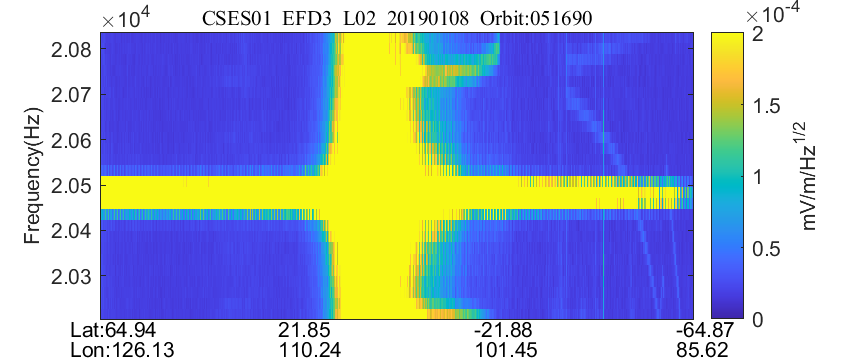 ×10⁴ CSES01 EFD3 L02 20190108 Orbit:051690 ×10⁻⁴
2.08
2.07
2.06
2.05
2.04
2.03
Frequency(Hz)
2
1.5
1
0.5
0
mV/m/Hz^1/2
Lat:64.94 21.85 -21.88 -64.87
Lon:126.13 110.24 101.45 85.62